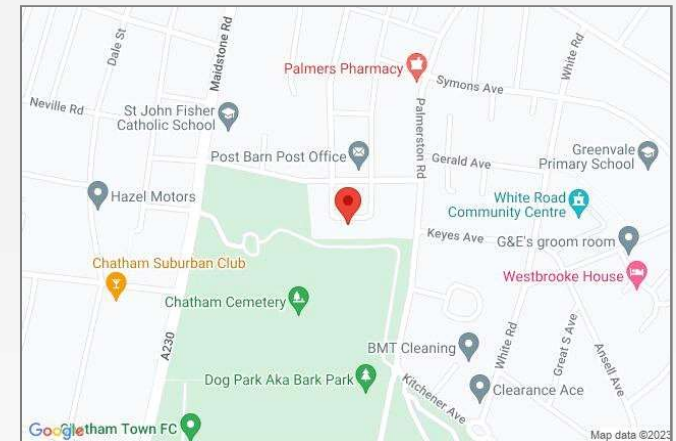 Dale St
Maidstone Rd
White Rd
Palmers Pharmacy
Symons Ave
Neville Rd
St John Fisher
Catholic School
Palmerston Rd
Post Barn Post Office
Gerald Ave
Greenvale
Primary School
Hazel Motors
White Road
Community Centre
Keyes Ave
G&E's groom room
Chatham Suburban Club
Westbrooke House
Chatham Cemetery
A230
BMT Cleaning
White Rd
Great S Ave
Ansell Ave
Dog Park Aka Bark Park
Kitchener Ave
Clearance Ace
Google
tham Town FC
Map data ©2023